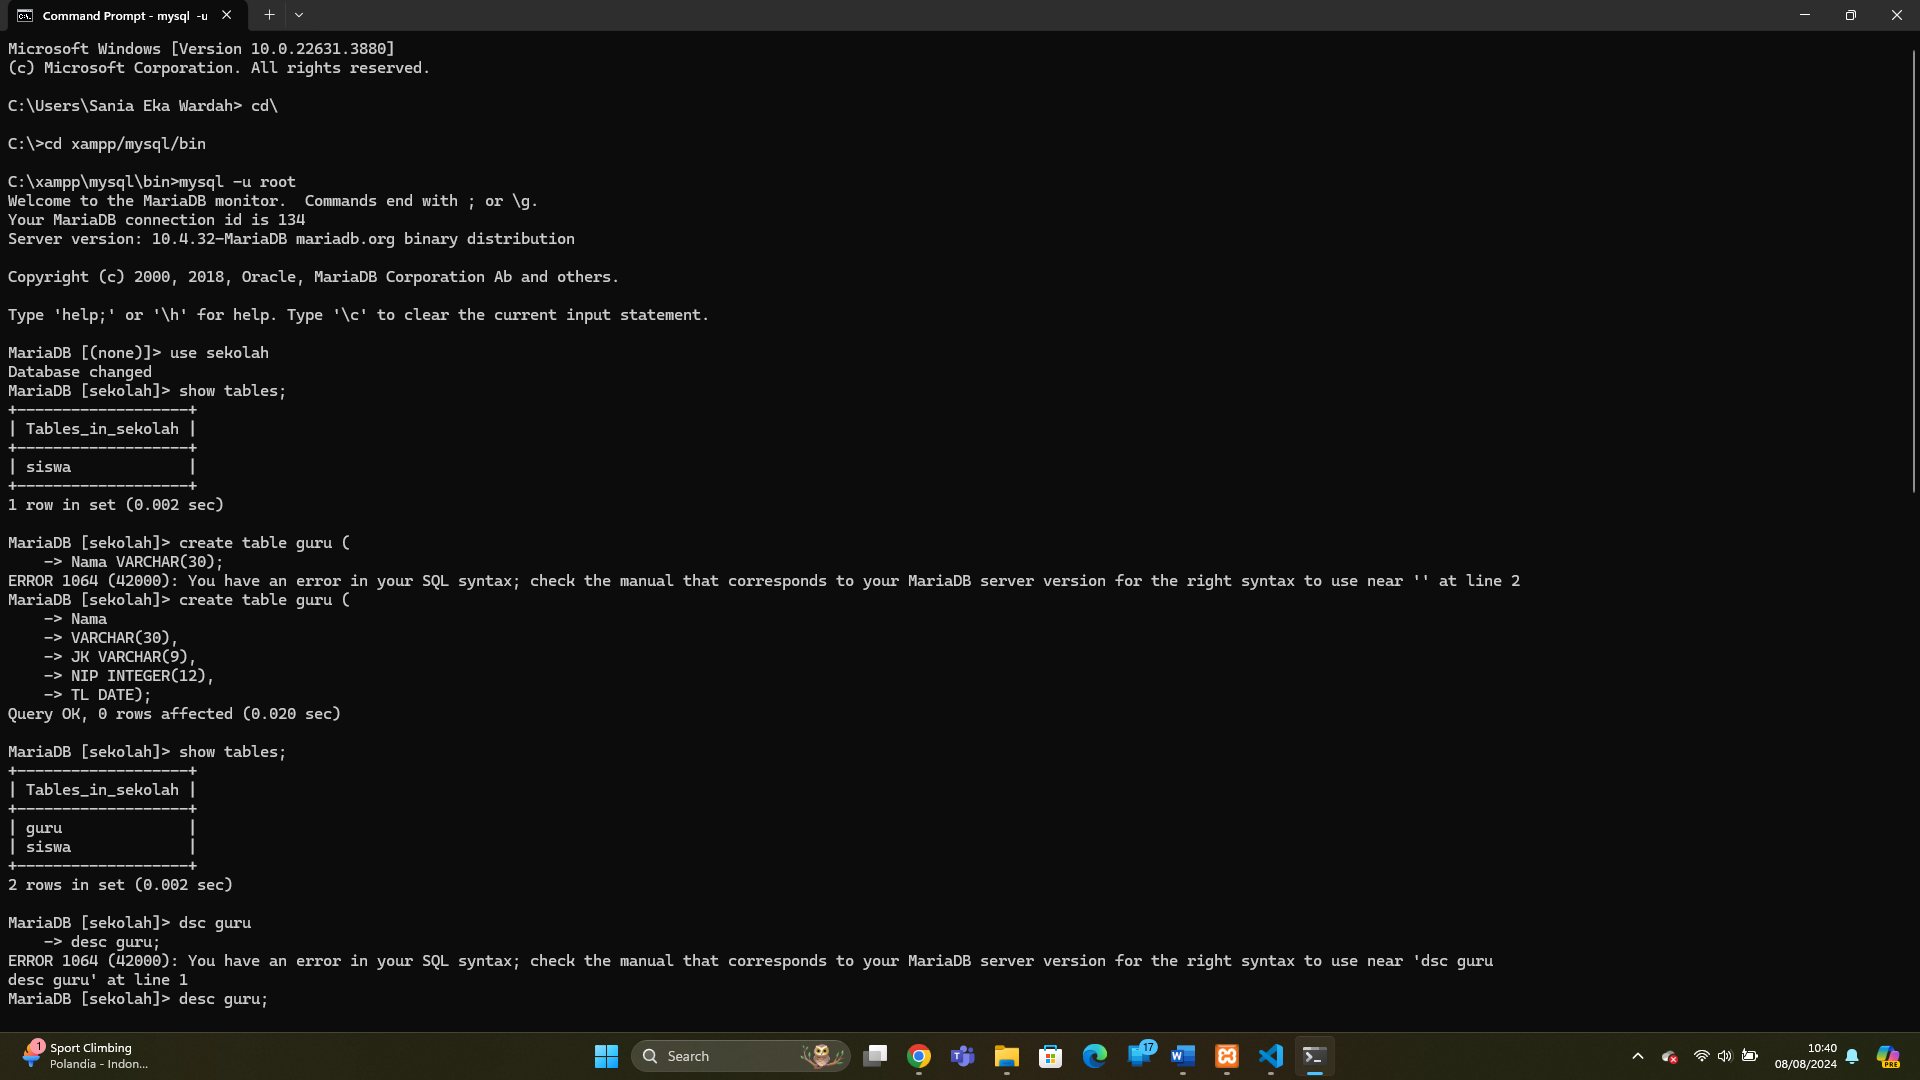 Command Prompt - mysql  -u
Microsoft Windows [Version 10.0.22631.3880]
(c) Microsoft Corporation. All rights reserved.

C:\Users\Sania Eka Wardah> cd\

C:\>cd xampp/mysql/bin

C:\xampp\mysql\bin>mysql -u root
Welcome to the MariaDB monitor.  Commands end with ; or \g.
Your MariaDB connection id is 134
Server version: 10.4.32-MariaDB mariadb.org binary distribution

Copyright (c) 2000, 2018, Oracle, MariaDB Corporation Ab and others.

Type 'help;' or '\h' for help. Type '\c' to clear the current input statement.

MariaDB [(none)]> use sekolah
Database changed
MariaDB [sekolah]> show tables;
+-------------------+
| Tables_in_sekolah |
+-------------------+
| siswa             |
+-------------------+
1 row in set (0.002 sec)

MariaDB [sekolah]> create table guru (
    -> Nama VARCHAR(30);
ERROR 1064 (42000): You have an error in your SQL syntax; check the manual that corresponds to your MariaDB server version for the right syntax to use near '' at line 2
MariaDB [sekolah]> create table guru (
    -> Nama
    -> VARCHAR(30),
    -> JK VARCHAR(9),
    -> NIP INTEGER(12),
    -> TL DATE);
Query OK, 0 rows affected (0.020 sec)

MariaDB [sekolah]> show tables;
+-------------------+
| Tables_in_sekolah |
+-------------------+
| guru              |
| siswa             |
+-------------------+
2 rows in set (0.002 sec)

MariaDB [sekolah]> dsc guru
    -> desc guru;
ERROR 1064 (42000): You have an error in your SQL syntax; check the manual that corresponds to your MariaDB server version for the right syntax to use near 'dsc guru
desc guru' at line 1
MariaDB [sekolah]> desc guru;
1
Sport Climbing
Polandia - Indon...
Search
17
10:40
08/08/2024
PRE